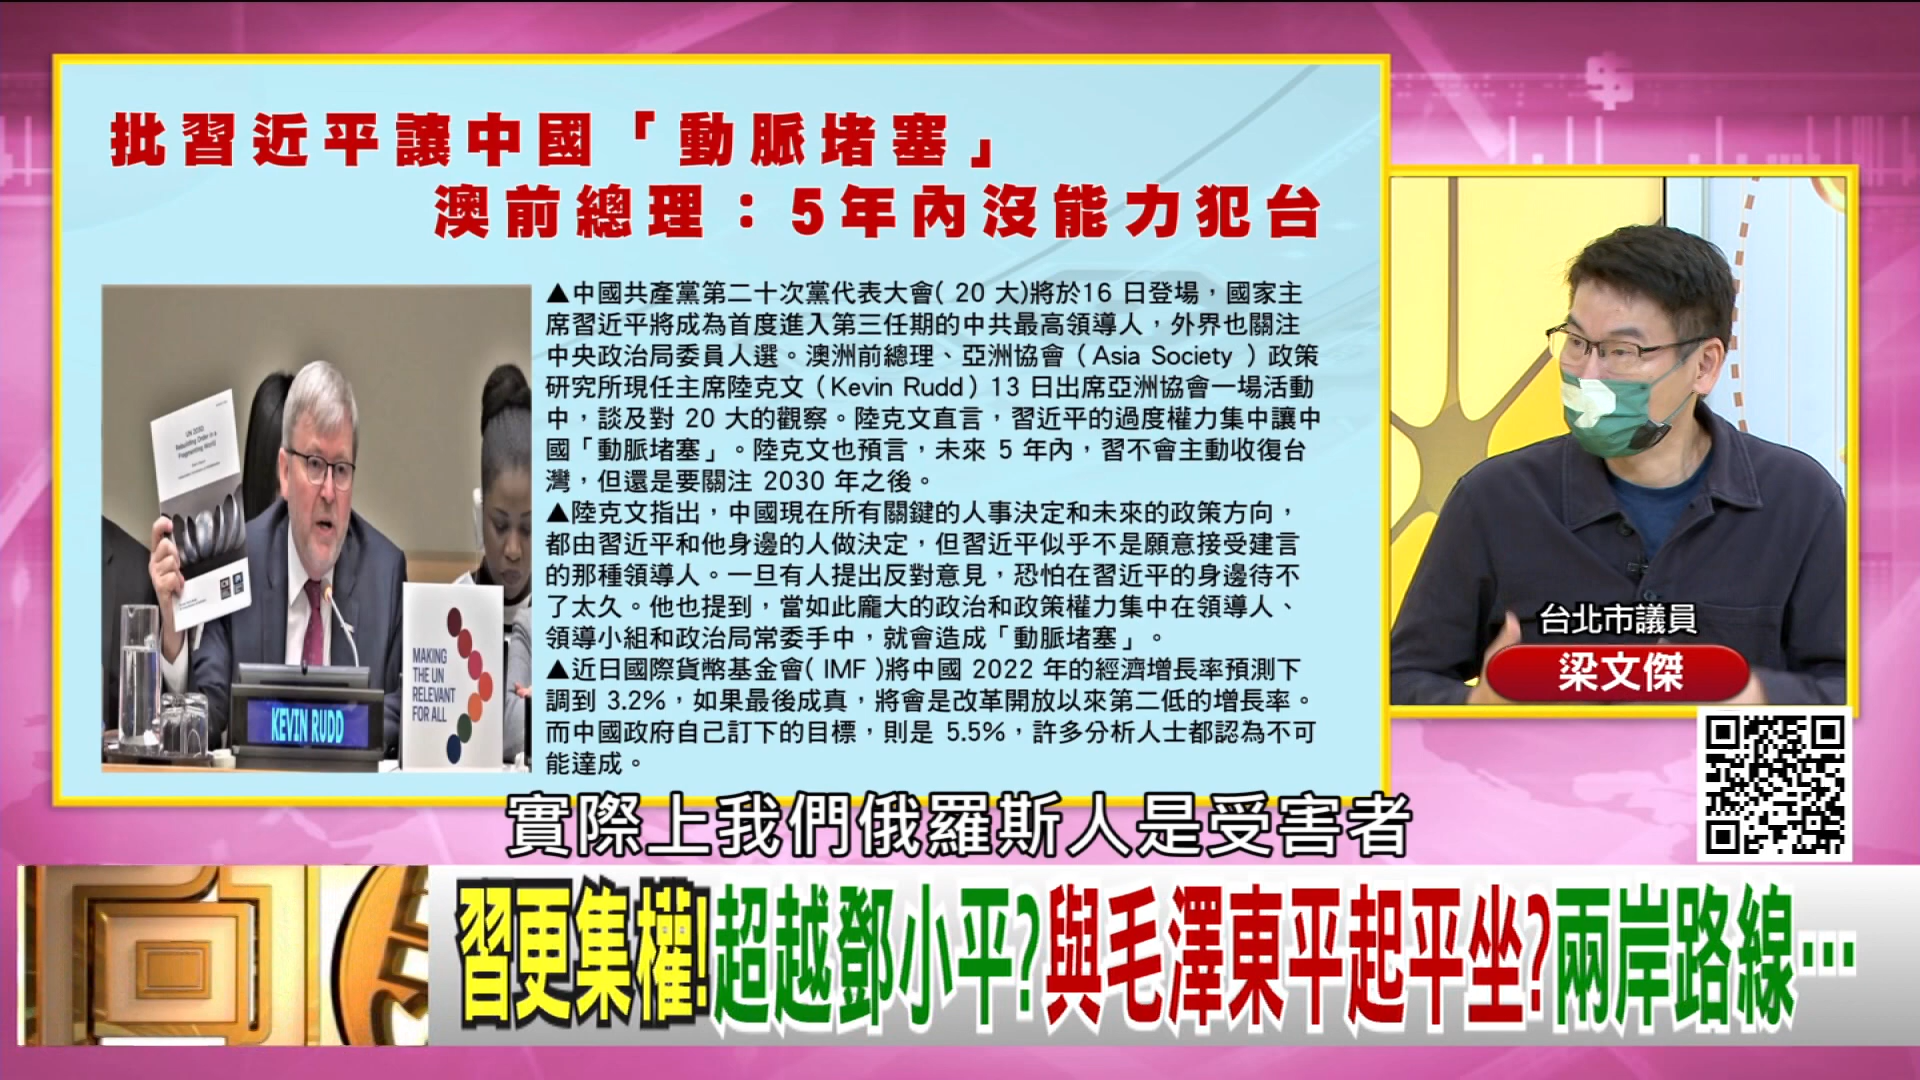 批習近平讓中國「動脈堵塞」
澳前總理：5年內沒能力犯台
▲中國共產黨第二十次黨代表大會( 20 大)將於16 日登場，國家主
席習近平將成為首度進入第三任期的中共最高領導人，外界也關注
中央政治局委員人選。澳洲前總理、亞洲協會（Asia Society ）政策
研究所現任主席陸克文（Kevin Rudd）13 日出席亞洲協會一場活動
中，談及對 20 大的觀察。陸克文直言，習近平的過度權力集中讓中
國「動脈堵塞」。陸克文也預言，未來 5 年內，習不會主動收復台
灣，但還是要關注 2030 年之後。
▲陸克文指出，中國現在所有關鍵的人事決定和未來的政策方向，
都由習近平和他身邊的人做決定，但習近平似乎不是願意接受建言
的那種領導人。一旦有人提出反對意見，恐怕在習近平的身邊待不
了太久。他也提到，當如此龐大的政治和政策權力集中在領導人、
領導小組和政治局常委手中，就會造成「動脈堵塞」。
▲近日國際貨幣基金會( IMF )將中國 2022 年的經濟增長率預測下
調到 3.2%，如果最後成真，將會是改革開放以來第二低的增長率。
而中國政府自己訂下的目標，則是 5.5%，許多分析人士都認為不可
能達成。
UN 2030:
Rebuilding Order in a
Fragmenting World
MAKING
THE UN
RELEVANT
FOR ALL
KEVIN RUDD
台北市議員
梁文傑
實際上我們俄羅斯人是受害者
習更集權!超越鄧小平?與毛澤東平起平坐?兩岸路線…